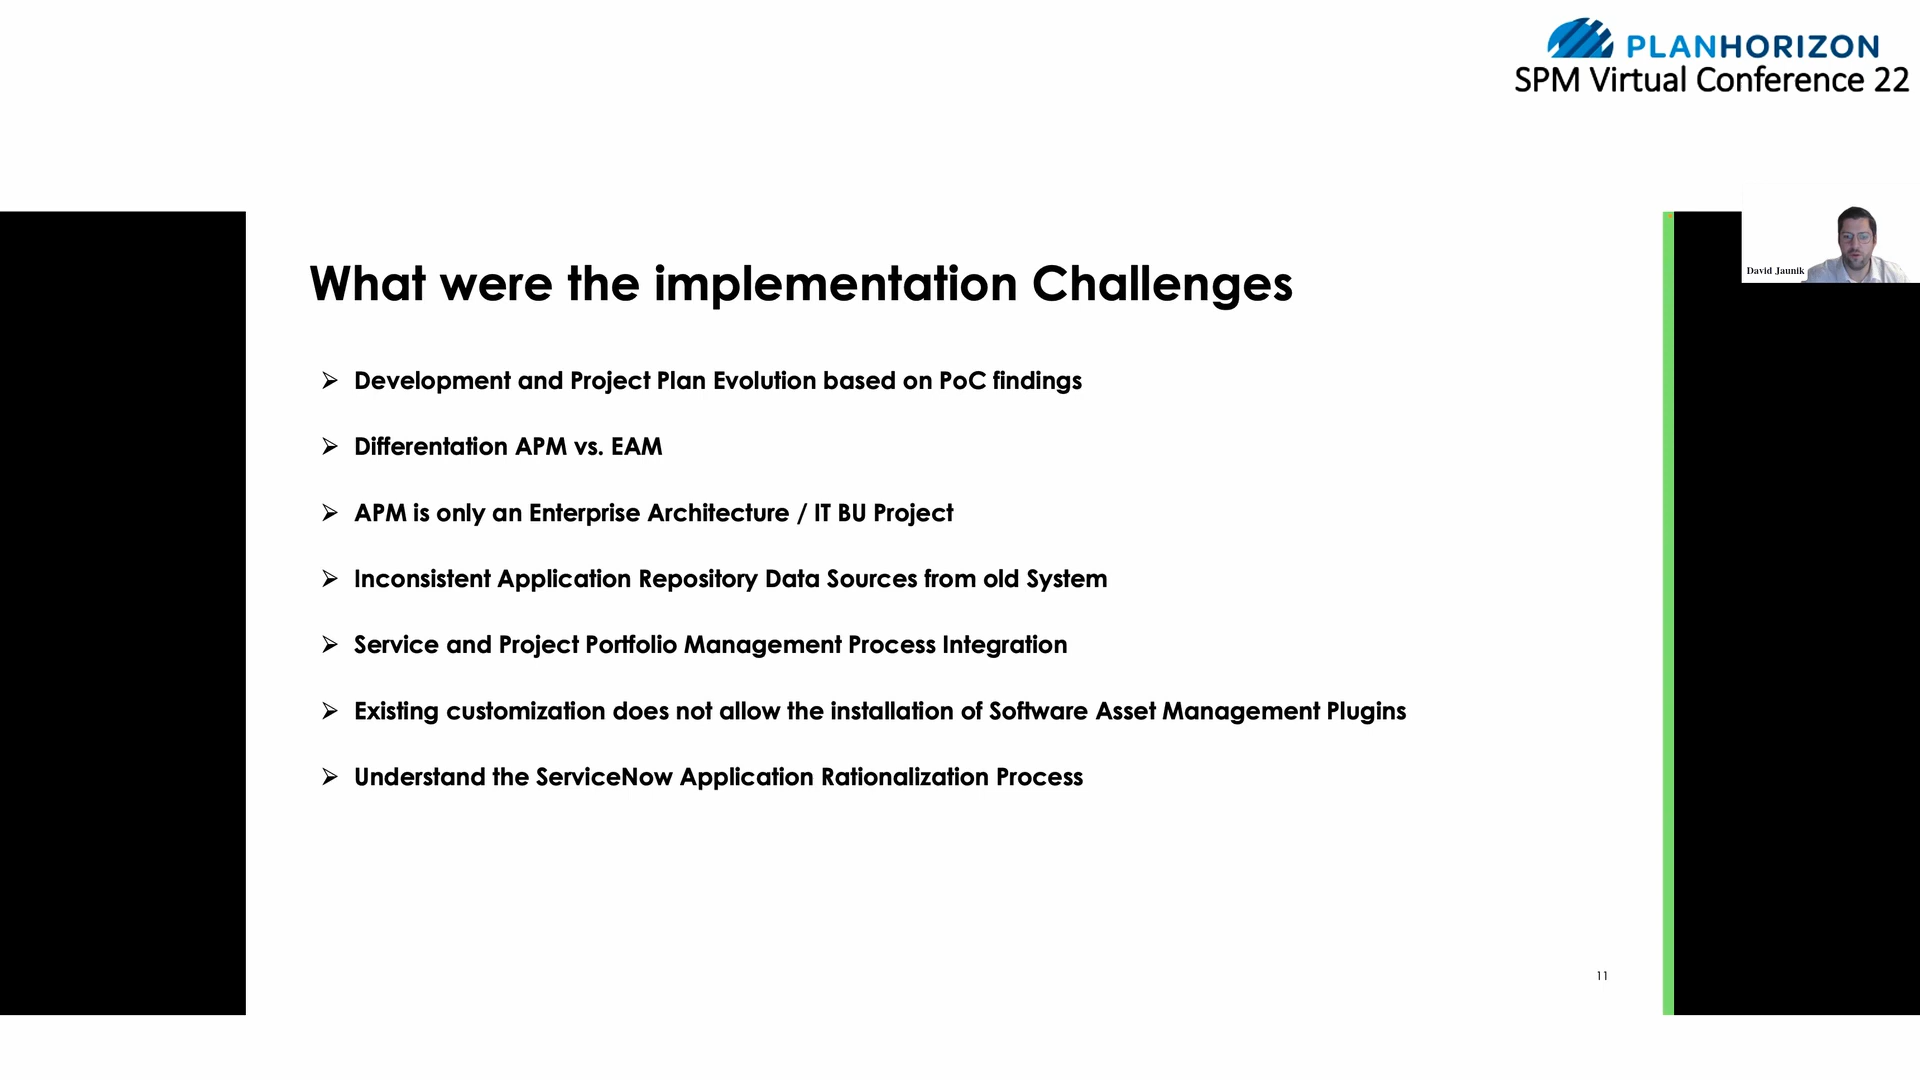 PLANHORIZON
SPM Virtual Conference 22
David Jaunik
What were the implementation Challenges
➢ Development and Project Plan Evolution based on PoC findings
➢ Differentation APM vs. EAM
➢ APM is only an Enterprise Architecture / IT BU Project
➢ Inconsistent Application Repository Data Sources from old System
➢ Service and Project Portfolio Management Process Integration
➢ Existing customization does not allow the installation of Software Asset Management Plugins
➢ Understand the ServiceNow Application Rationalization Process
11